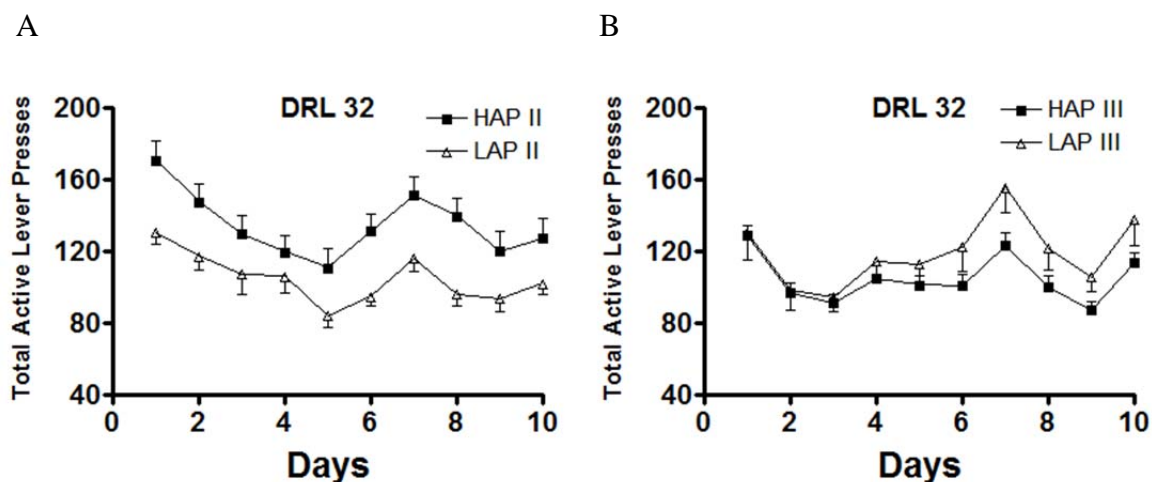 A
B
DRL 32
HAP II
LAP II
Total Active Lever Presses
200
160
120
80
40
0
2
4
6
8
10
Days
DRL 32
HAP III
LAP III
Total Active Lever Presses
200
160
120
80
40
0
2
4
6
8
10
Days